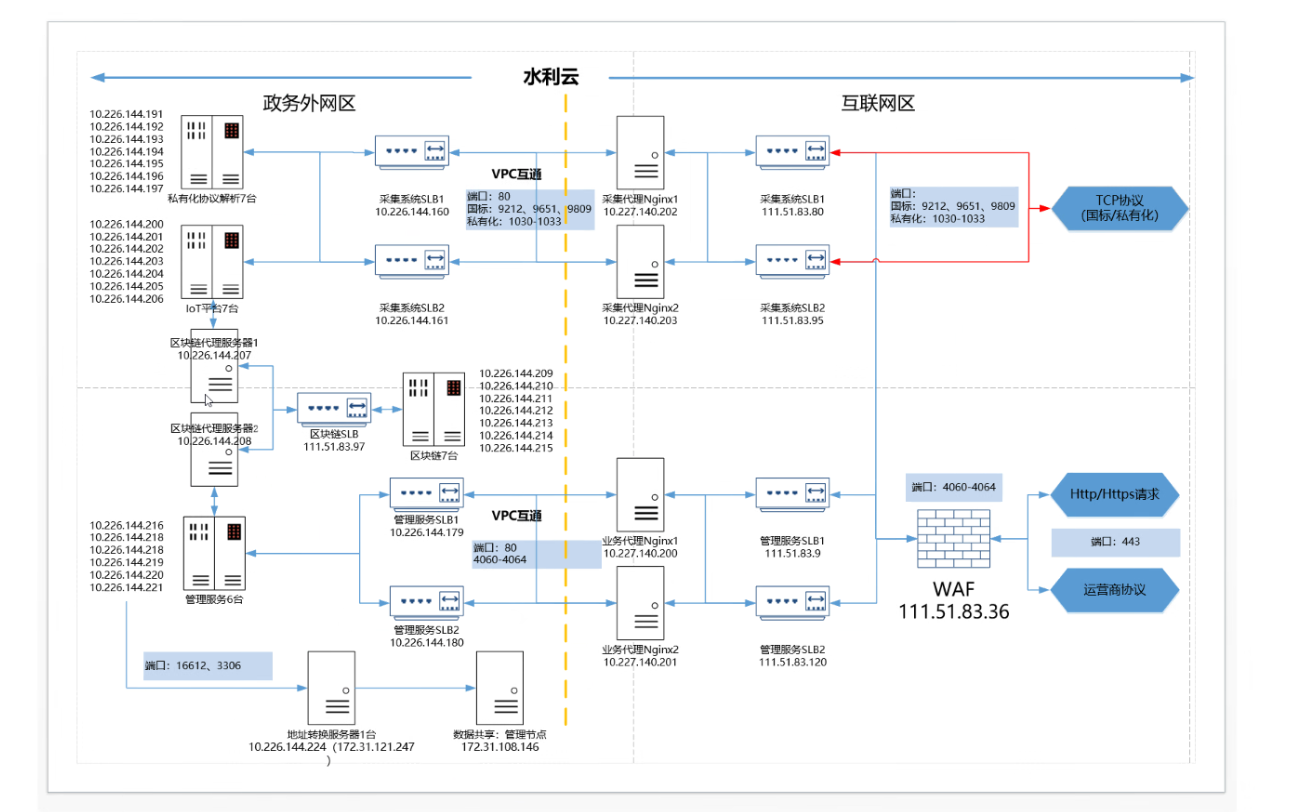 水利云
政务外网区
互联网区
10.226.144.191
10.226.144.192
10.226.144.193
10.226.144.194
10.226.144.195
10.226.144.196
10.226.144.197
私有化协议解析7台
采集系统SLB1
10.226.144.160
VPC互通
端口：80
国标：9212、9651、9809
私有化：1030-1033
采集代理Nginx1
10.227.140.202
采集系统SLB1
111.51.83.80
端口:
国标：9212、9651、9809
私有化：1030-1033
TCP协议
(国标/私有化)
10.226.144.200
10.226.144.201
10.226.144.202
10.226.144.203
10.226.144.204
10.226.144.205
10.226.144.206
IoT平台7台
采集系统SLB2
10.226.144.161
采集代理Nginx2
10.227.140.203
采集系统SLB2
111.51.83.95
区块链代理服务器1
10.226.144.207
区块链代理服务器2
10.226.144.208
区块链SLB
111.51.83.97
区块链7台
10.226.144.209
10.226.144.210
10.226.144.211
10.226.144.212
10.226.144.213
10.226.144.214
10.226.144.215
10.226.144.216
10.226.144.218
10.226.144.218
10.226.144.219
10.226.144.220
10.226.144.221
管理服务6台
管理服务SLB1
10.226.144.179
VPC互通
端口：80
4060-4064
业务代理Nginx1
10.227.140.200
管理服务SLB1
111.51.83.9
端口：4060-4064
WAF
111.51.83.36
Http/Https请求
端口：443
运营商协议
管理服务SLB2
10.226.144.180
业务代理Nginx2
10.227.140.201
管理服务SLB2
111.51.83.120
端口：16612、3306
地址转换服务器1台
10.226.144.224（172.31.121.247
）
数据共享：管理节点
172.31.108.146